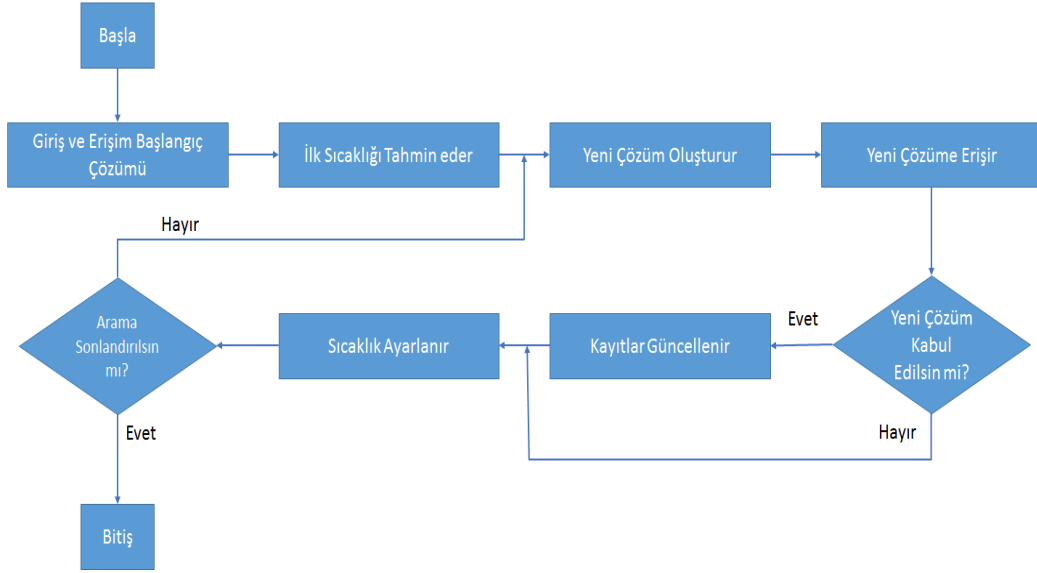 Başla
Giriş ve Erişim Başlangıç
Çözümü
İlk Sıcaklığı Tahmin eder
Yeni Çözüm Oluşturur
Yeni Çözüme Erişir
Hayır
Arama
Sonlandırılsın
mı?
Sıcaklık Ayarlanır
Kayıtlar Güncellenir
Evet
Yeni Çözüm
Kabul
Edilsin mi?
Hayır
Evet
Bitiş